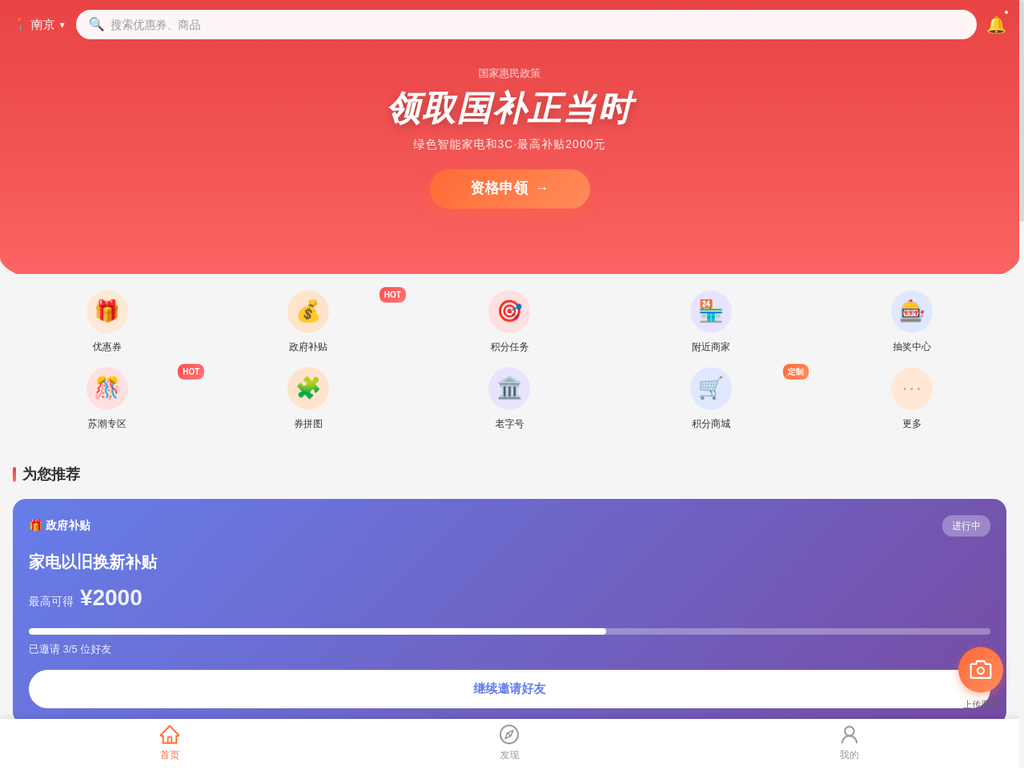 南京
搜索优惠券、商品
国家惠民政策
领取国补正当时
绿色智能家电和3C·最高补贴2000元
资格申领 →
HOT
优惠券
政府补贴
积分任务
附近商家
抽奖中心
HOT
定制
苏潮专区
券拼图
老字号
积分商城
更多
为您推荐
政府补贴
进行中
家电以旧换新补贴
最高可得 ¥2000
已邀请 3/5 位好友
继续邀请好友
上传
首页
发现
我的